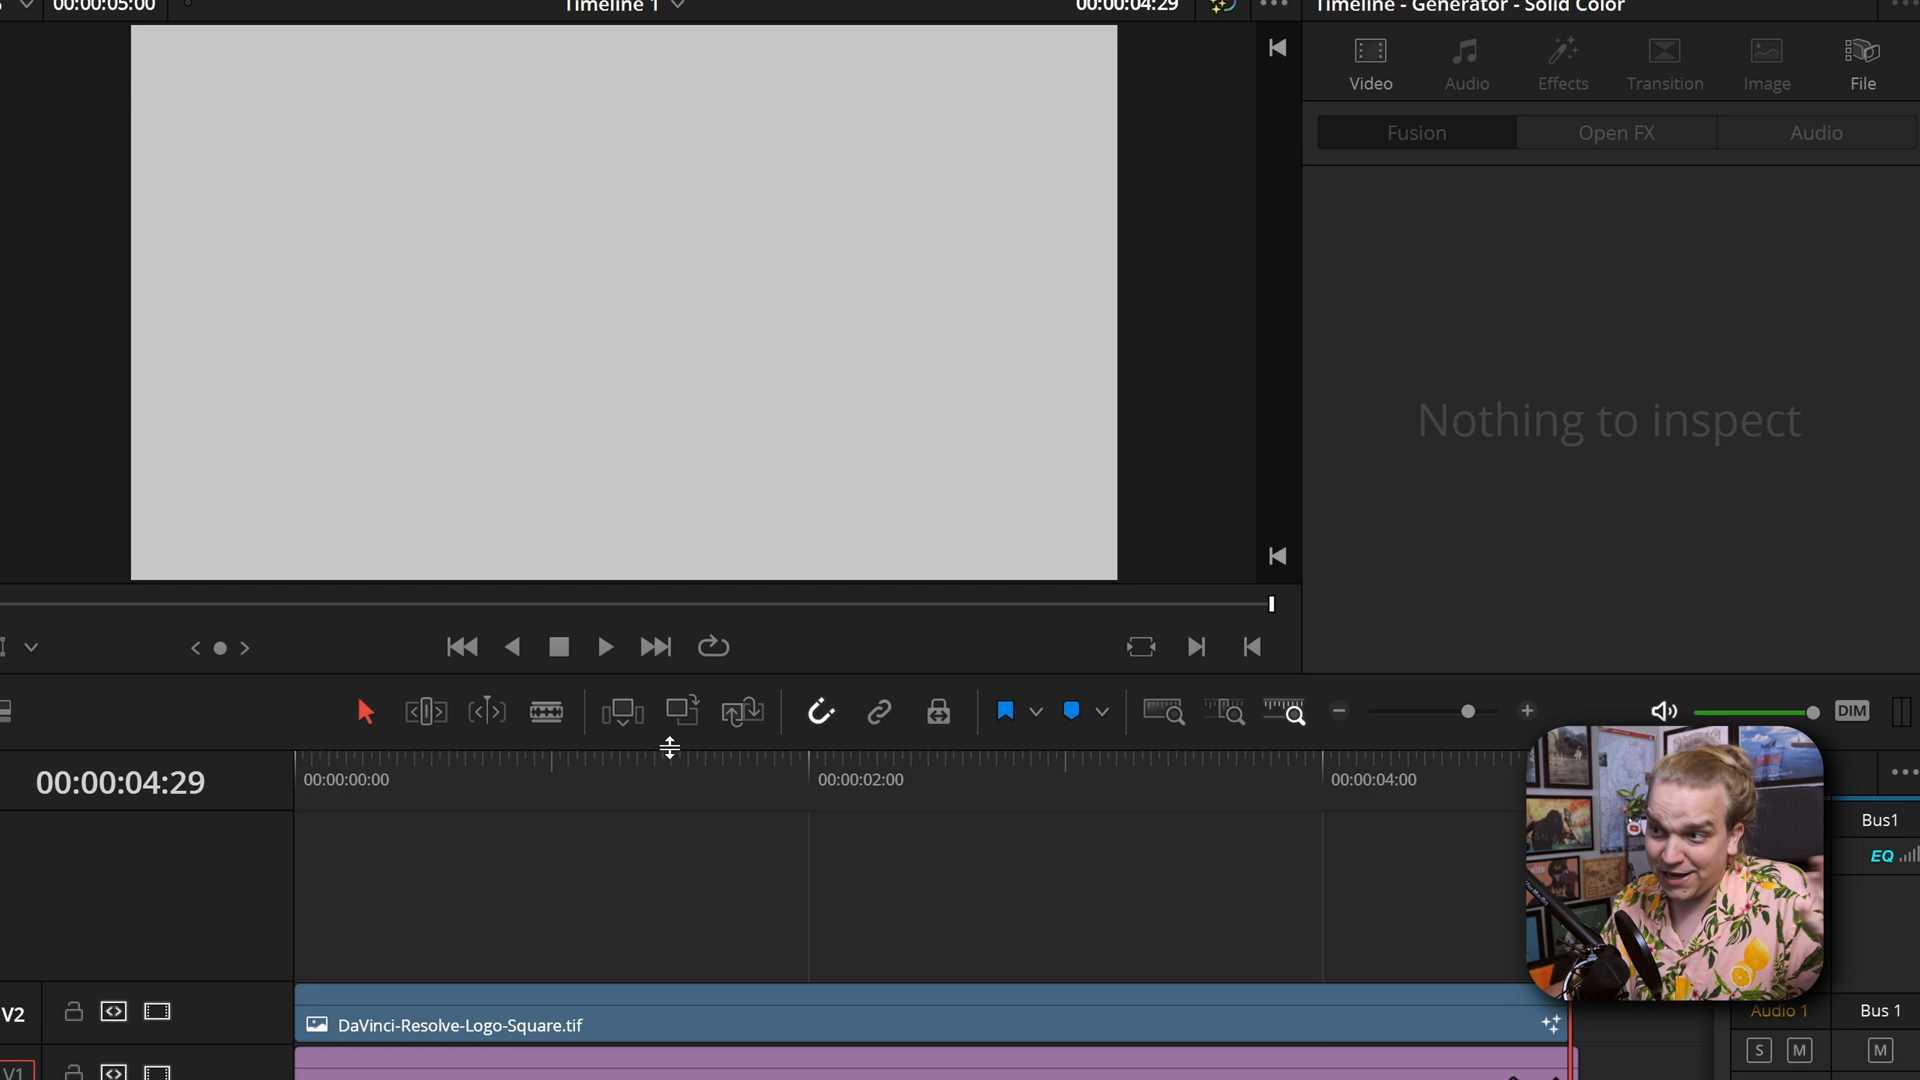 00:00:05:00
Timeline 1
00:00:04:29
Timeline - Generator - Solid Color
Video
Audio
Effects
Transition
Image
File
Fusion
Open FX
Audio
Nothing to inspect
DIM
00:00:04:29
00:00:00:00
00:00:02:00
00:00:04:00
Bus1
EQ
V2
DaVinci-Resolve-Logo-Square.tif
Audio 1
Bus 1
V1
S
M
M